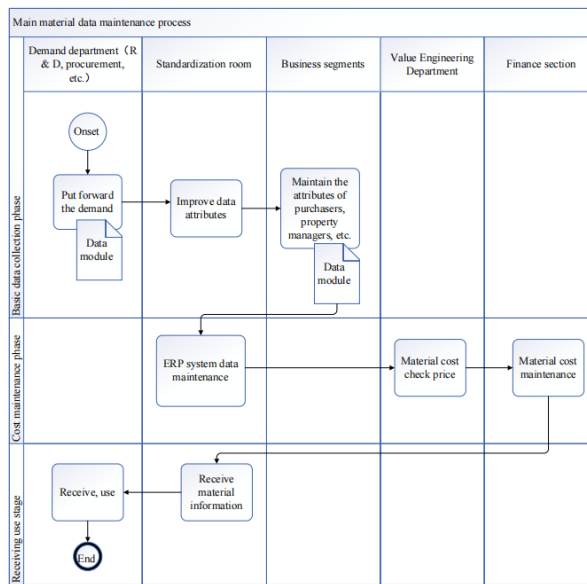 Main material data maintenance process
Demand department（R
& D, procurement,
etc.）
Standardization room
Business segments
Value Engineering
Department
Finance section
Basic data collection phase
Onset
Put forward
the demand
Data
module
Improve data
attributes
Maintain the
attributes of
purchasers,
property
managers, etc.
Data
module
Cost maintenance phase
ERP system data
maintenance
Material cost
check price
Material cost
maintenance
Receiving use stage
Receive, use
Receive
material
information
End